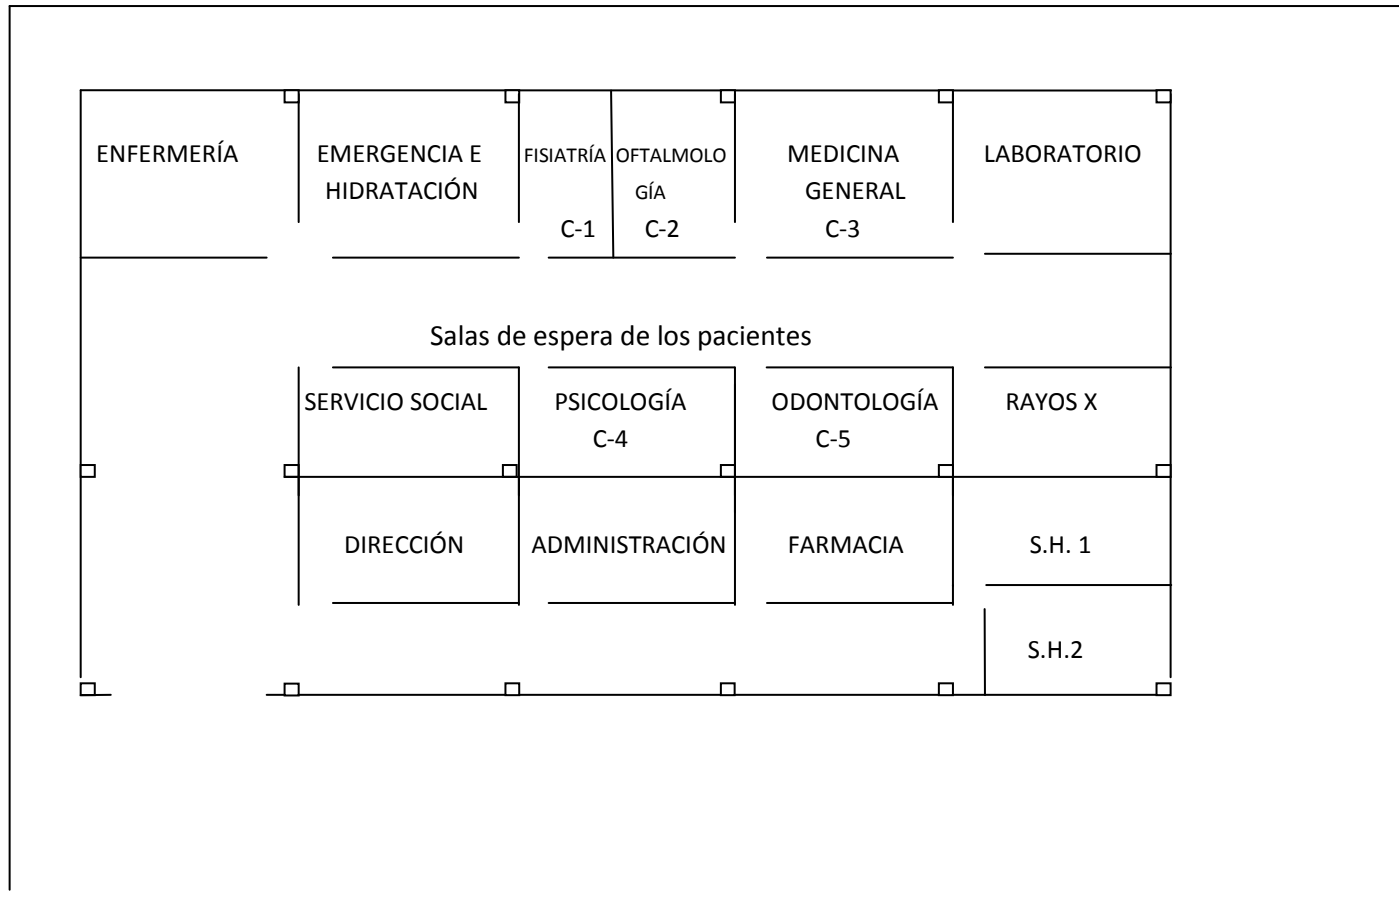 ENFERMERÍA
EMERGENCIA E
HIDRATACIÓN
FISIATRÍA
C-1
OFTALMOLO
GÍA
C-2
MEDICINA
GENERAL
C-3
LABORATORIO
Salas de espera de los pacientes
SERVICIO SOCIAL
PSICOLOGÍA
C-4
ODONTOLOGÍA
C-5
RAYOS X
DIRECCIÓN
ADMINISTRACIÓN
FARMACIA
S.H. 1
S.H.2